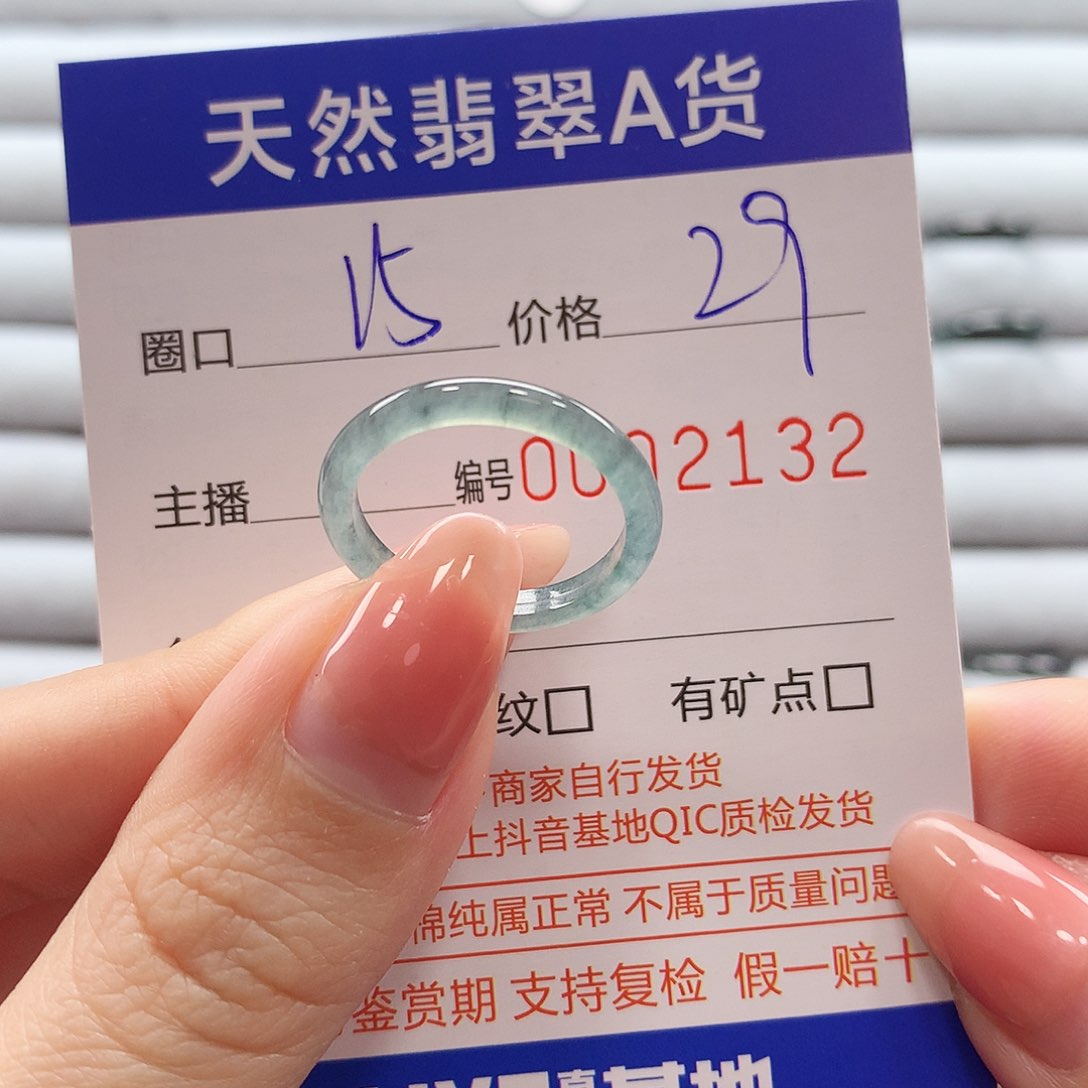 天然翡翠A货
圈口 15 价格 29
主播 编号 0002132
纹□ 有矿点□
商家自行发货
上抖音基地QIC质检发货
棉纯属正常 不属于质量问题
鉴赏期 支持复检 假一赔十
基地